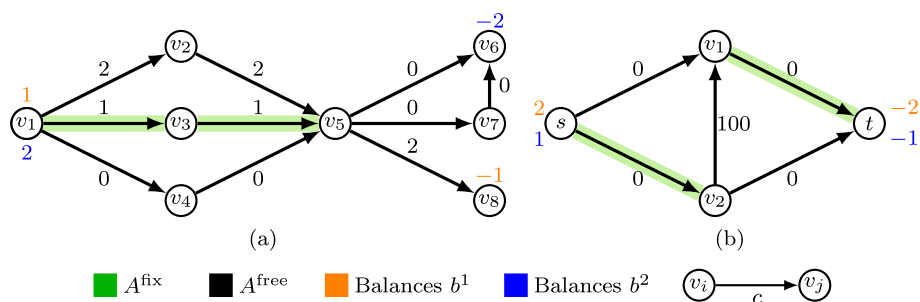 −2
v₂ v₆ v₁
2 2 0 0 0 0
1 0 2 −2
v₁ 1 v₃ 1 v₅ 0 v₇ s 100 t
2 2 1 −1
0 0 −1 0 0
v₄ v₈ v₂
(a) (b)
Aᶠⁱˣ Aᶠʳᵉᵉ Balances b¹ Balances b² vᵢ c vⱼ